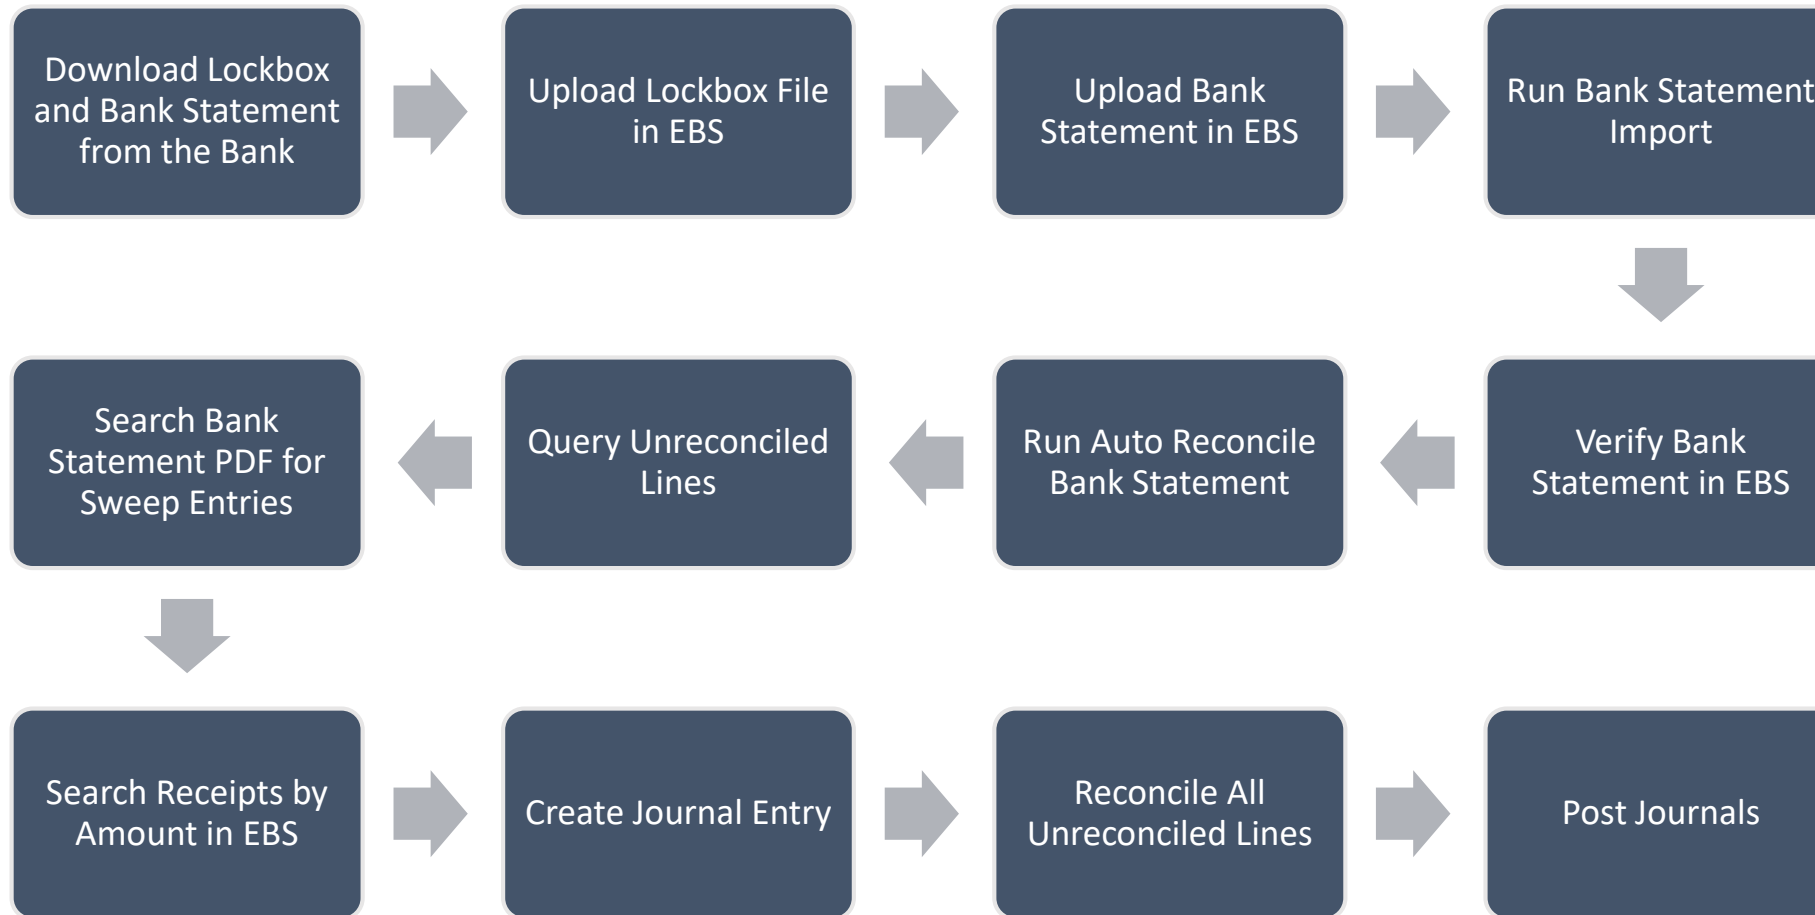 Download Lockbox
and Bank Statement
from the Bank
Upload Lockbox File
in EBS
Upload Bank
Statement in EBS
Run Bank Statement
Import
Verify Bank
Statement in EBS
Run Auto Reconcile
Bank Statement
Query Unreconciled
Lines
Search Bank
Statement PDF for
Sweep Entries
Search Receipts by
Amount in EBS
Create Journal Entry
Reconcile All
Unreconciled Lines
Post Journals